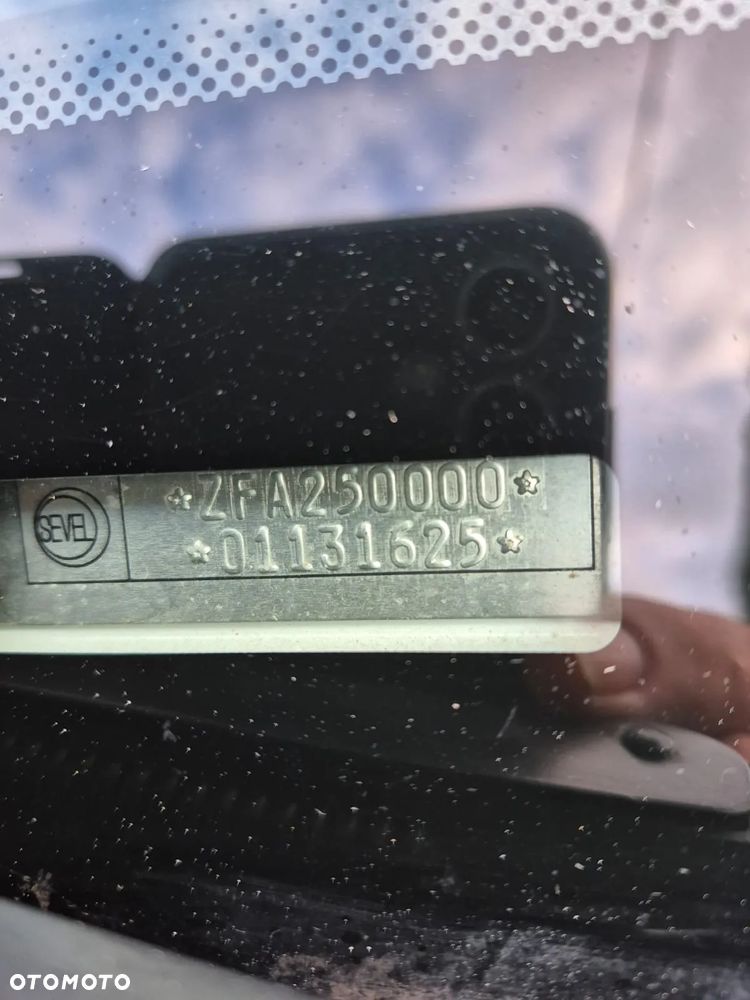 SEVEL
*ZFA250000*
*01131625*
OTOMOTO